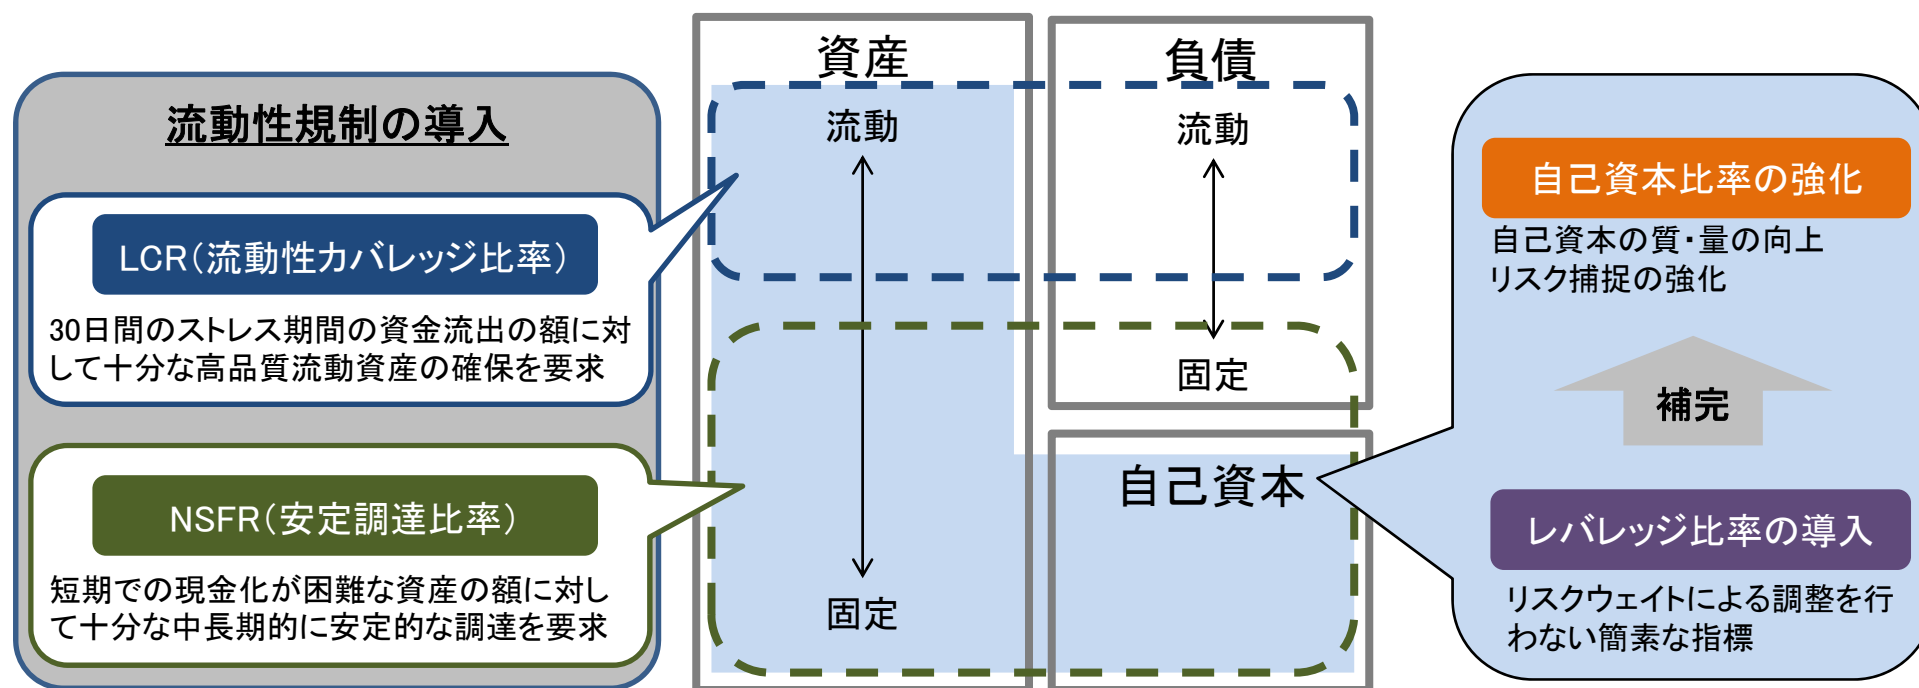 流動性規制の導入
LCR(流動性カバレッジ比率)
30日間のストレス期間の資金流出の額に対
して十分な高品質流動資産の確保を要求
NSFR(安定調達比率)
短期での現金化が困難な資産の額に対し
て十分な中長期的に安定的な調達を要求
資産
流動
固定
負債
流動
固定
自己資本
自己資本比率の強化
自己資本の質・量の向上
リスク捕捉の強化
補完
レバレッジ比率の導入
リスクウェイトによる調整を行
わない簡素な指標